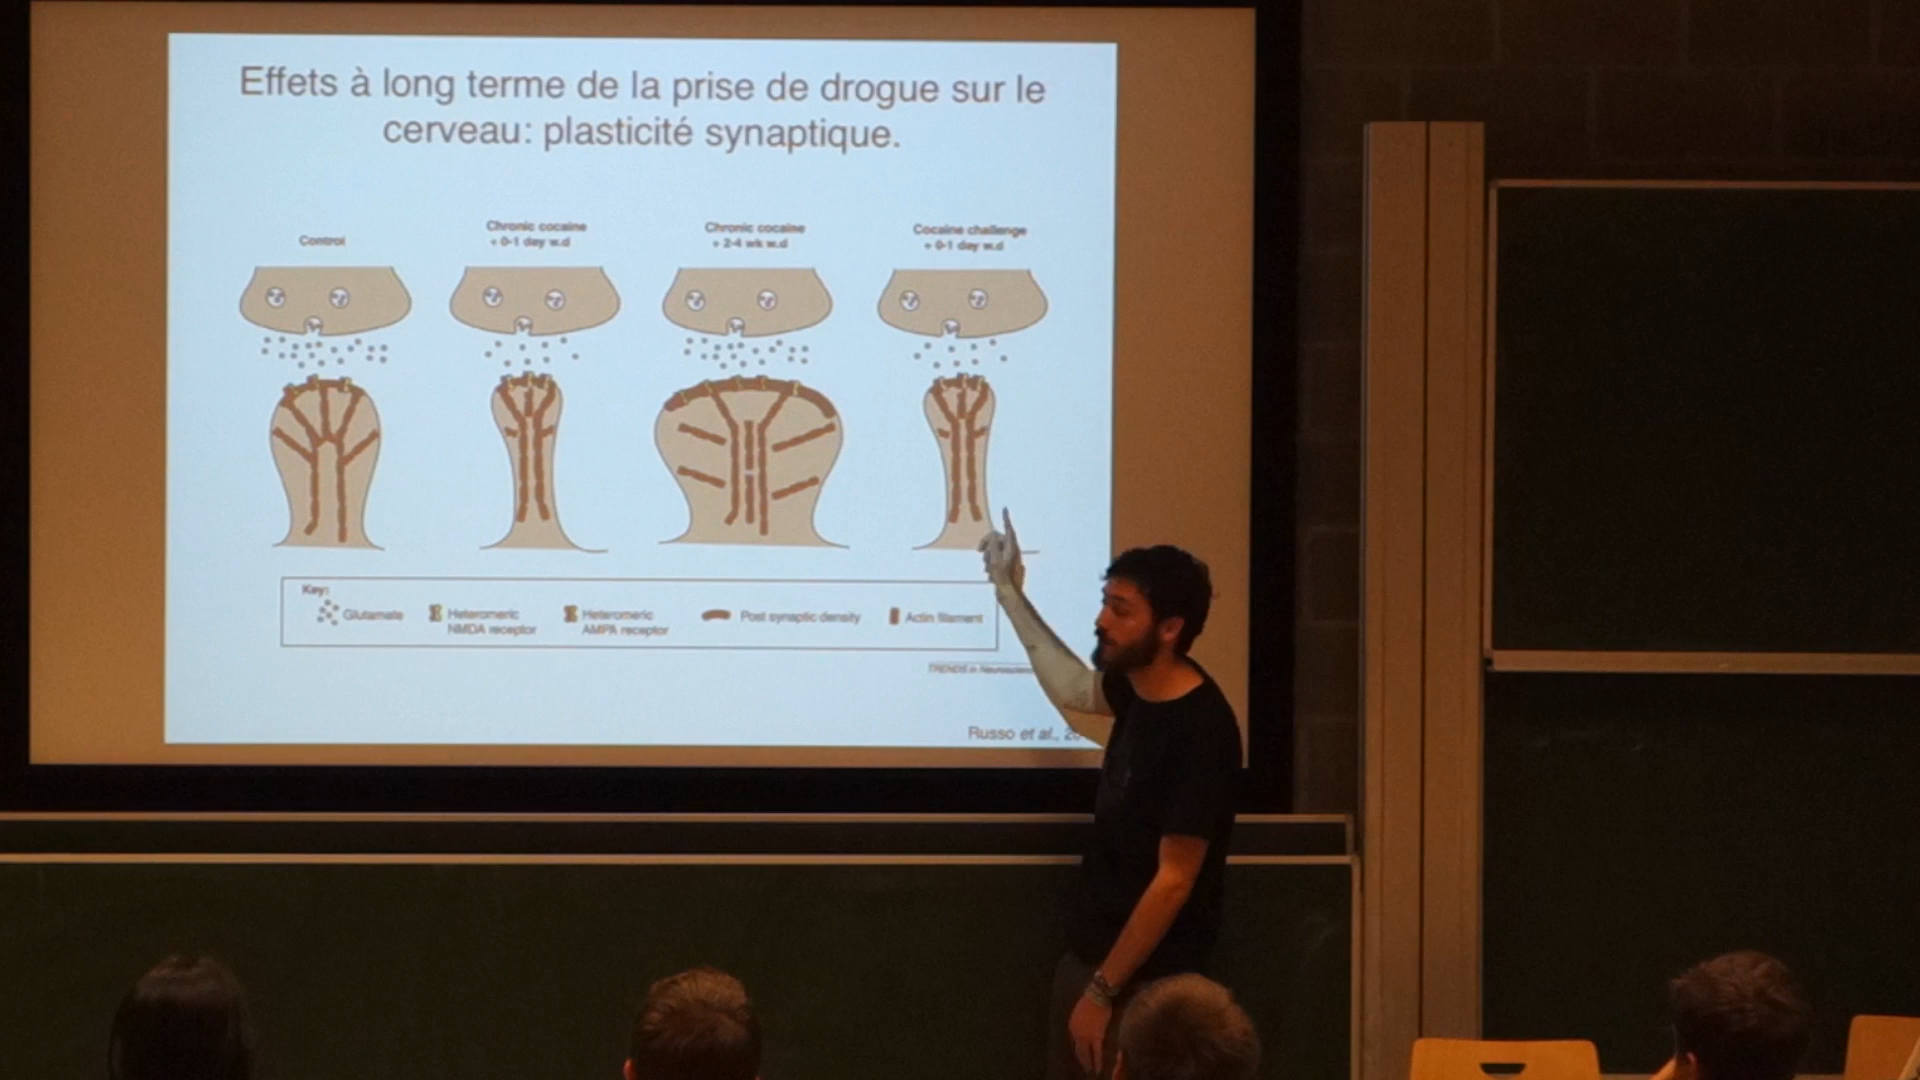 Effets à long terme de la prise de drogue sur le
cerveau: plasticité synaptique.
Control
Chronic cocaine
+ 0-1 day w.d
Chronic cocaine
+ 2-4 wk w.d
Cocaine challenge
+ 0-1 day w.d
Key:
Glutamate
Heteromeric
NMDA receptor
Heteromeric
AMPA receptor
Post synaptic density
Actin filament
TRENDS in
Russo et al.,